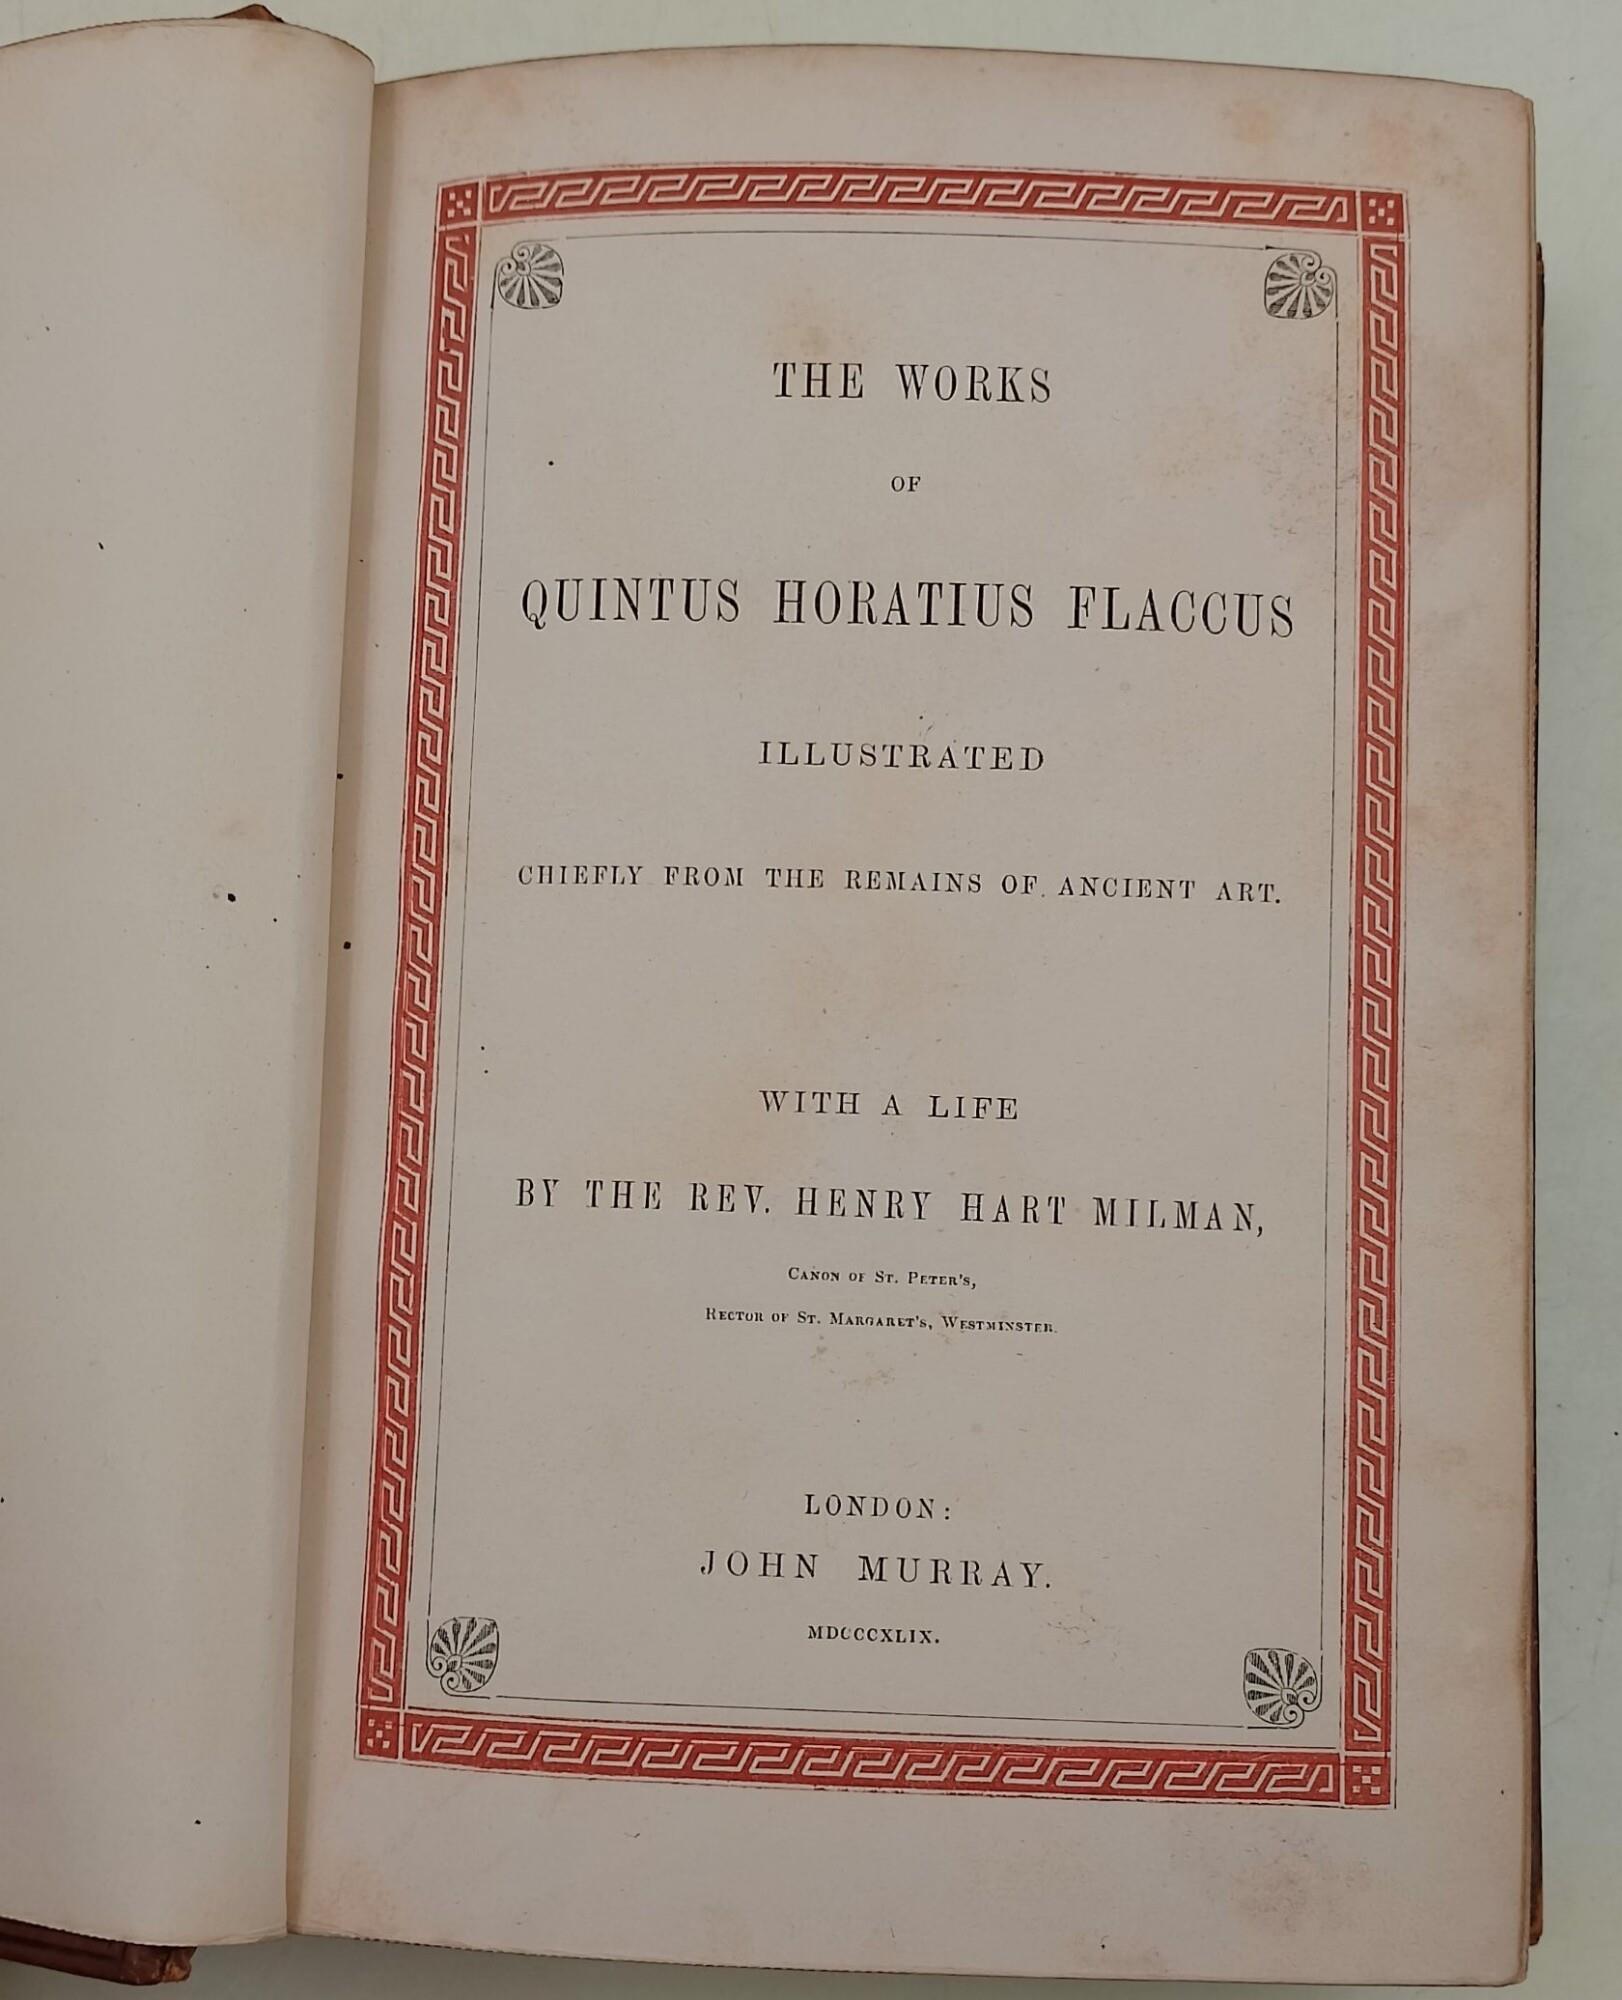 THE WORKS
OF
QUINTUS HORATIUS FLACCUS
ILLUSTRATED
CHIEFLY FROM THE REMAINS OF ANCIENT ART.
WITH A LIFE
BY THE REV. HENRY HART MILMAN,
CANON OF ST. PETER'S,
RECTOR OF ST. MARGARET'S, WESTMINSTER.
LONDON:
JOHN MURRAY.
MDCCCXLIX.